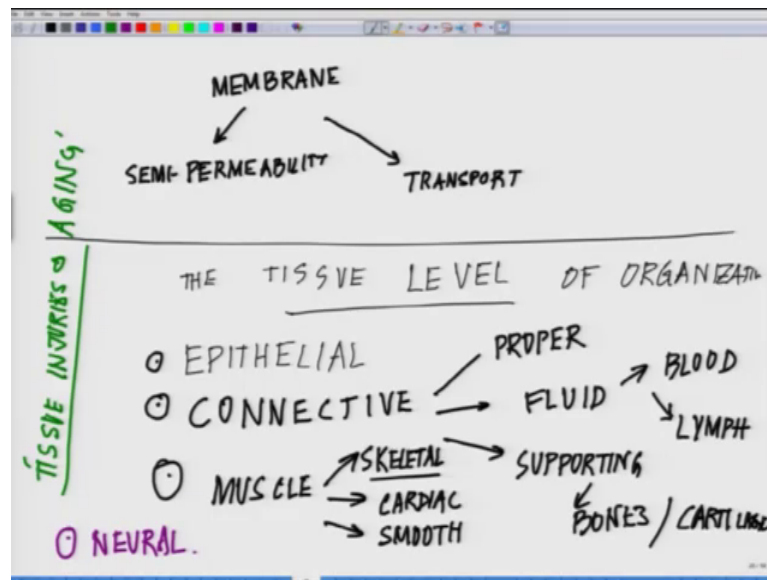 MEMBRANE
SEMI-PERMEABILITY
TRANSPORT
TISSUE INJURIES & AGING
THE TISSUE LEVEL OF ORGANIZATI
EPITHELIAL
CONNECTIVE
PROPER
FLUID
BLOOD
LYMPH
SUPPORTING
BONES / CARTILAGE
MUSCLE
SKELETAL
CARDIAC
SMOOTH
NEURAL.